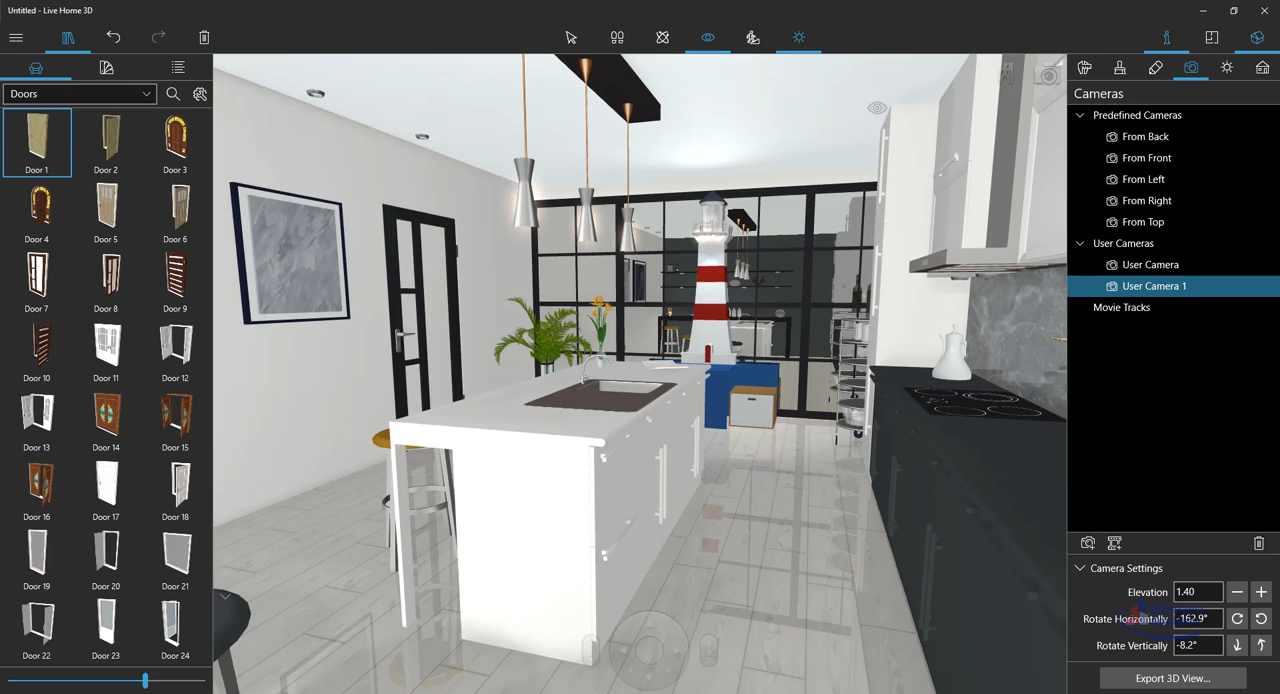 Untitled - Live Home 3D
Doors
Door 1
Door 2
Door 3
Door 4
Door 5
Door 6
Door 7
Door 8
Door 9
Door 10
Door 11
Door 12
Door 13
Door 14
Door 15
Door 16
Door 17
Door 18
Door 19
Door 20
Door 21
Door 22
Door 23
Door 24
Cameras
Predefined Cameras
From Back
From Front
From Left
From Right
From Top
User Cameras
User Camera
User Camera 1
Movie Tracks
Camera Settings
Elevation 1.40
Rotate Horizontally -162.9°
Rotate Vertically -8.2°
Export 3D View...